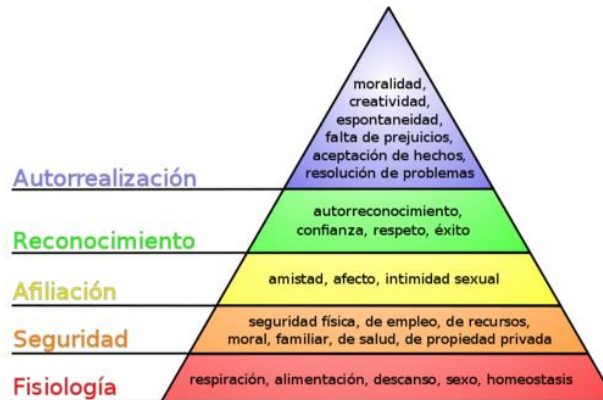 moralidad,
creatividad,
espontaneidad,
falta de prejuicios,
aceptación de hechos,
resolución de problemas
Autorrealización
autorreconocimiento,
confianza, respeto, éxito
Reconocimiento
amistad, afecto, intimidad sexual
Afiliación
seguridad física, de empleo, de recursos,
moral, familiar, de salud, de propiedad privada
Seguridad
respiración, alimentación, descanso, sexo, homeostasis
Fisiología